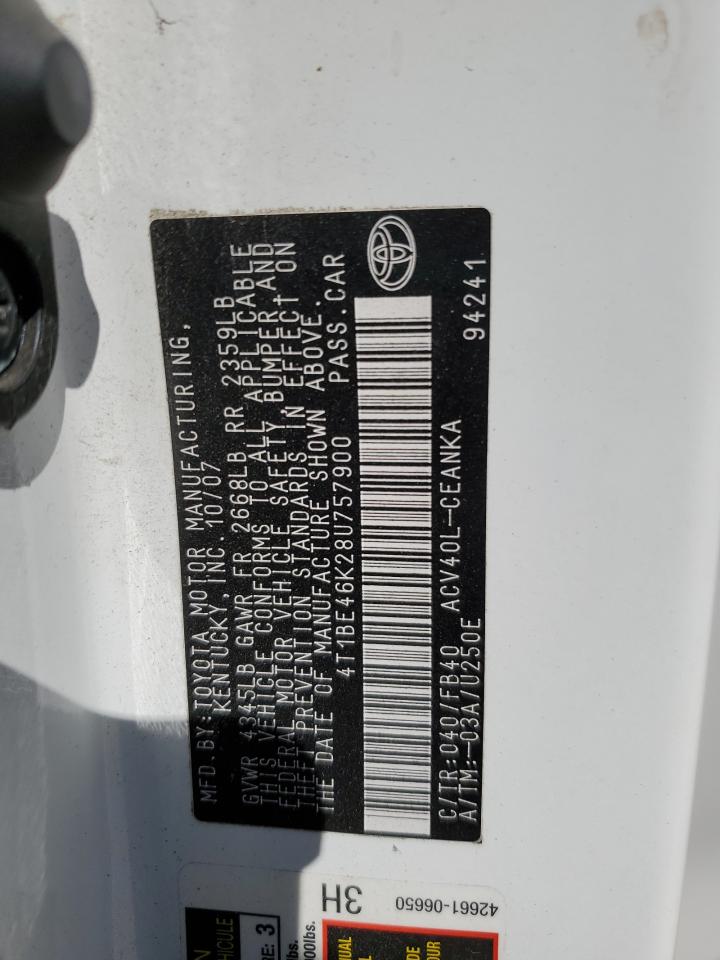 MFD. BY: TOYOTA MOTOR MANUFACTURING,
KENTUCKY, INC. 10/07
GVWR 4345LB GAWR FR 2668LB RR 2359LB
THIS VEHICLE CONFORMS TO ALL APPLICABLE
FEDERAL MOTOR VEHICLE SAFETY, BUMPER, AND
THEFT PREVENTION STANDARDS IN EFFECT ON
THE DATE OF MANUFACTURE SHOWN ABOVE.
4T1BE46K28U757900 PASS.CAR
C/TR:040/FB40 ACV40L-CEANKA
A/TM:-03A/U250E 94241
3H
42661-06650